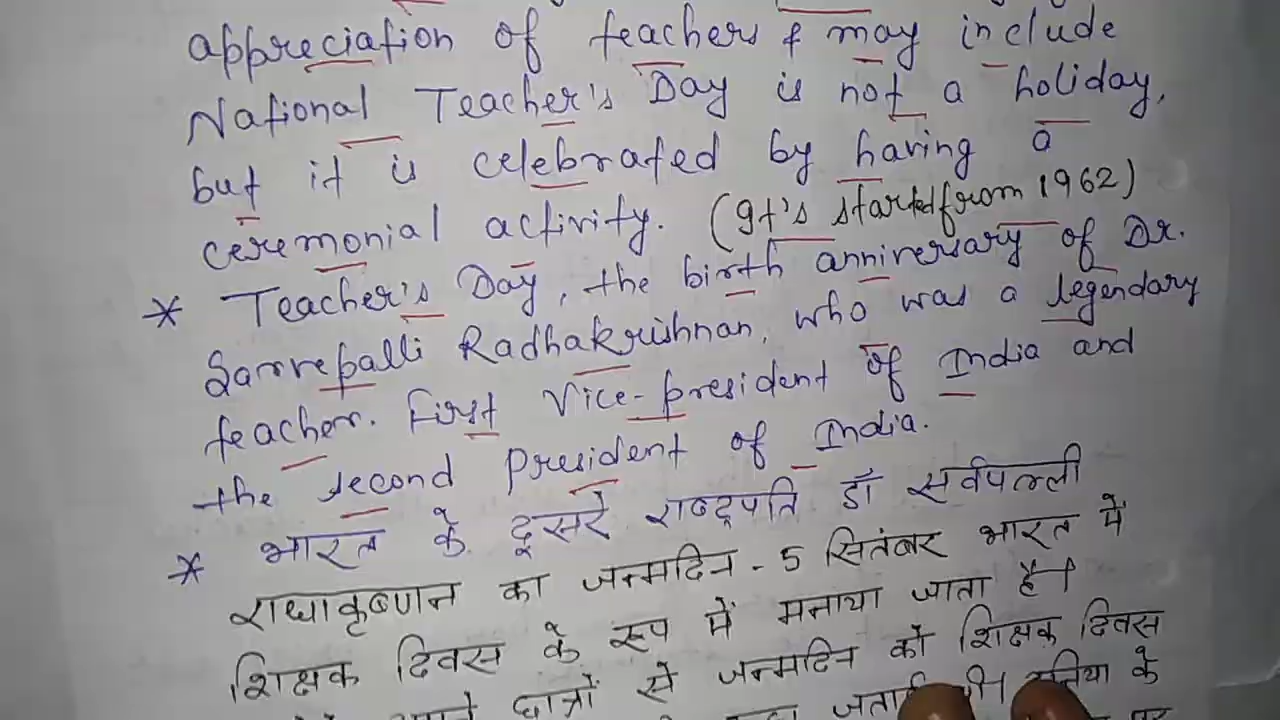 appreciation of teachers & may include
National Teacher's Day is not a holiday,
but it is celebrated by having a
ceremonial activity. (It's started from 1962)
* Teacher's Day, the birth anniversary of Dr.
Sarvepalli Radhakrishnan, who was a legendary
teacher. First Vice-president of India and
the second President of India.
* भारत के दूसरे राष्ट्रपति डॉ सर्वपल्ली
राधाकृष्णन का जन्मदिन - 5 सितंबर भारत में
शिक्षक दिवस के रूप में मनाया जाता है।
छात्रों से जन्मदिन को शिक्षक दिवस
के